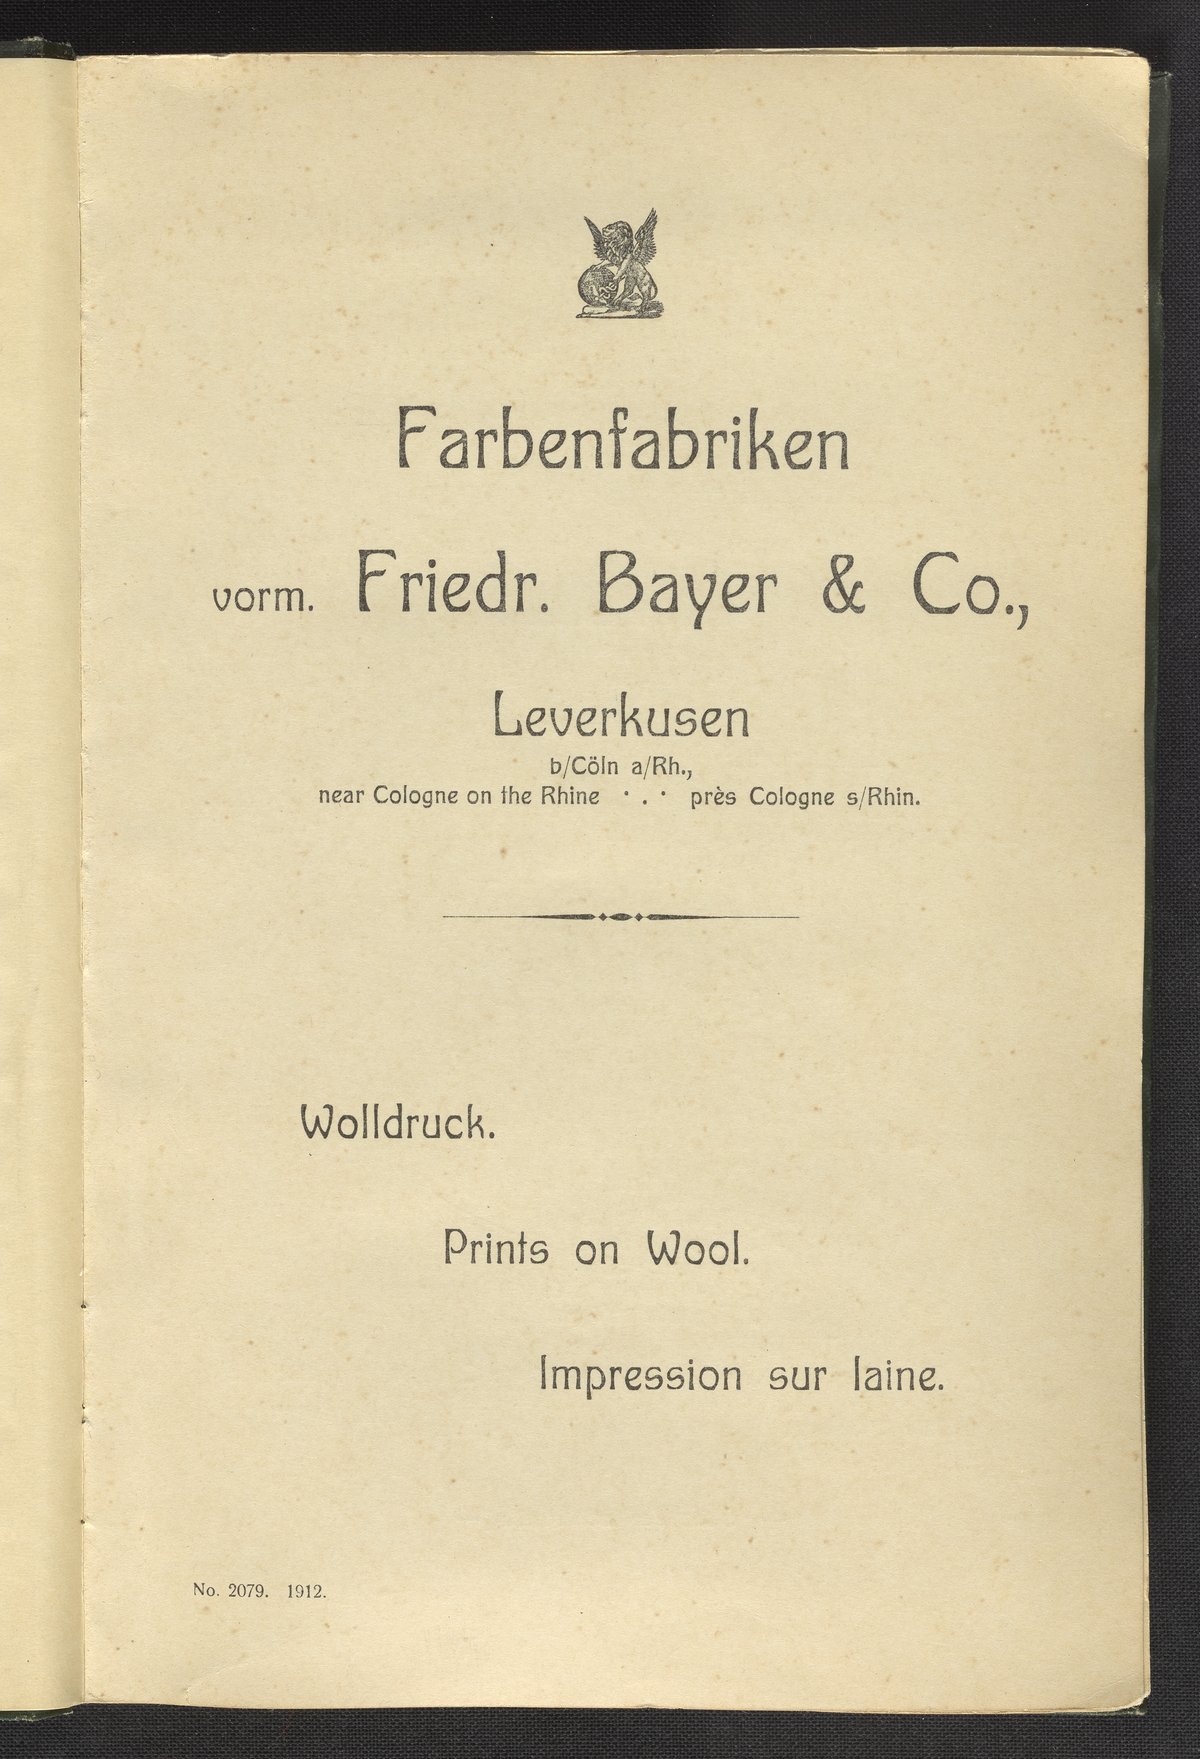 Farbenfabriken
vorm. Friedr. Bayer & Co.,
Leverkusen
b/Cöln a/Rh.,
near Cologne on the Rhine · . · près Cologne s/Rhin.
Wolldruck.
Prints on Wool.
Impression sur laine.
No. 2079. 1912.